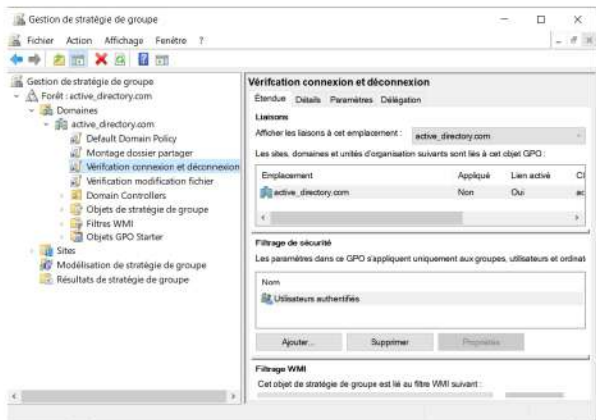 Gestion de stratégie de groupe
Fichier Action Affichage Fenêtre ?
Gestion de stratégie de groupe
Forêt : active_directory.com
Domaines
active_directory.com
Default Domain Policy
Montage dossier partager
Vérifcation connexion et déconnexion
Vérification modification fichier
Domain Controllers
Objets de stratégie de groupe
Filtres WMI
Objets GPO Starter
Sites
Modélisation de stratégie de groupe
Résultats de stratégie de groupe
Vérifcation connexion et déconnexion
Étendue Détails Paramètres Délégation
Liaisons
Afficher les liaisons à cet emplacement : active_directory.com
Les sites, domaines et unités d'organisation suivants sont liés à cet objet GPO :
Emplacement Appliqué Lien activé
active_directory.com Non Oui
Filtrage de sécurité
Les paramètres dans ce GPO s'appliquent uniquement aux groupes, utilisateurs et ordinat
Nom
Utilisateurs authentifiés
Ajouter... Supprimer Propriétés
Filtrage WMI
Cet objet de stratégie de groupe est lié au filtre WMI suivant :